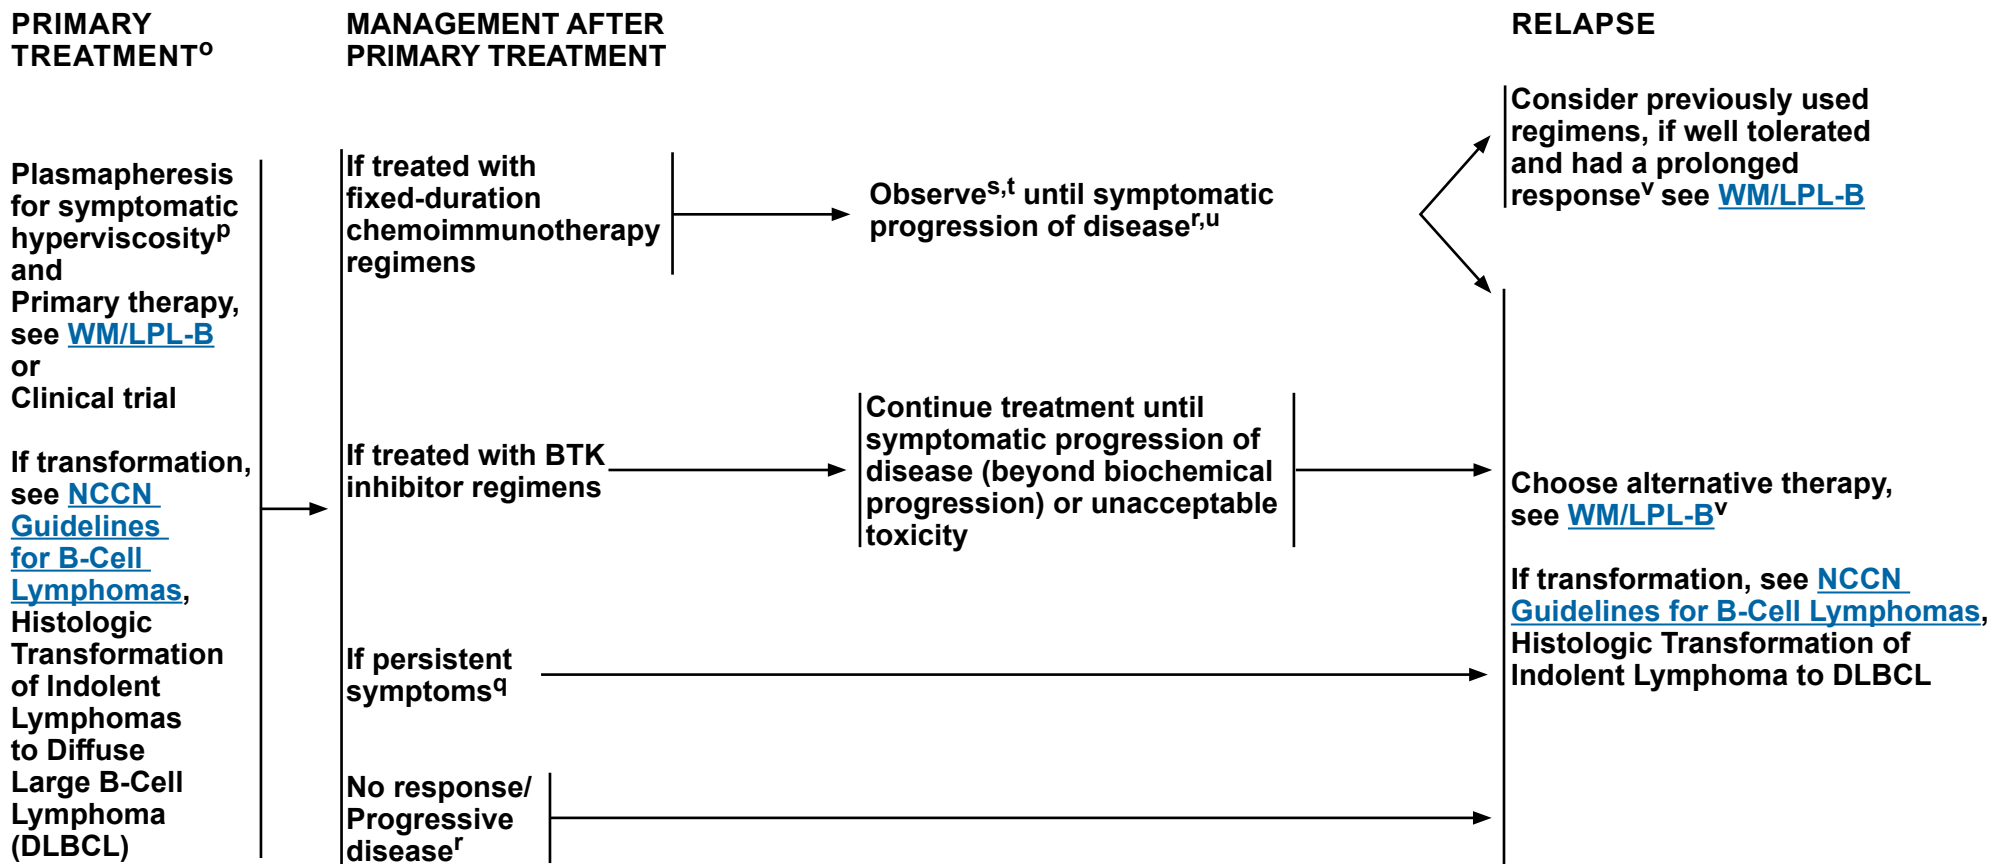 PRIMARY
TREATMENTo
MANAGEMENT AFTER
PRIMARY TREATMENT
RELAPSE
Plasmapheresis
for symptomatic
hyperviscosityp
and
Primary therapy,
see WM/LPL-B
or
Clinical trial
If transformation,
see NCCN
Guidelines
for B-Cell
Lymphomas,
Histologic
Transformation
of Indolent
Lymphomas
to Diffuse
Large B-Cell
Lymphoma
(DLBCL)
If treated with
fixed-duration
chemoimmunotherapy
regimens
Observes,t until symptomatic
progression of diseaser,u
Consider previously used
regimens, if well tolerated
and had a prolonged
responsev see WM/LPL-B
If treated with BTK
inhibitor regimens
Continue treatment until
symptomatic progression of
disease (beyond biochemical
progression) or unacceptable
toxicity
If persistent
symptomsq
No response/
Progressive
diseaser
Choose alternative therapy,
see WM/LPL-Bv
If transformation, see NCCN
Guidelines for B-Cell Lymphomas,
Histologic Transformation of
Indolent Lymphoma to DLBCL